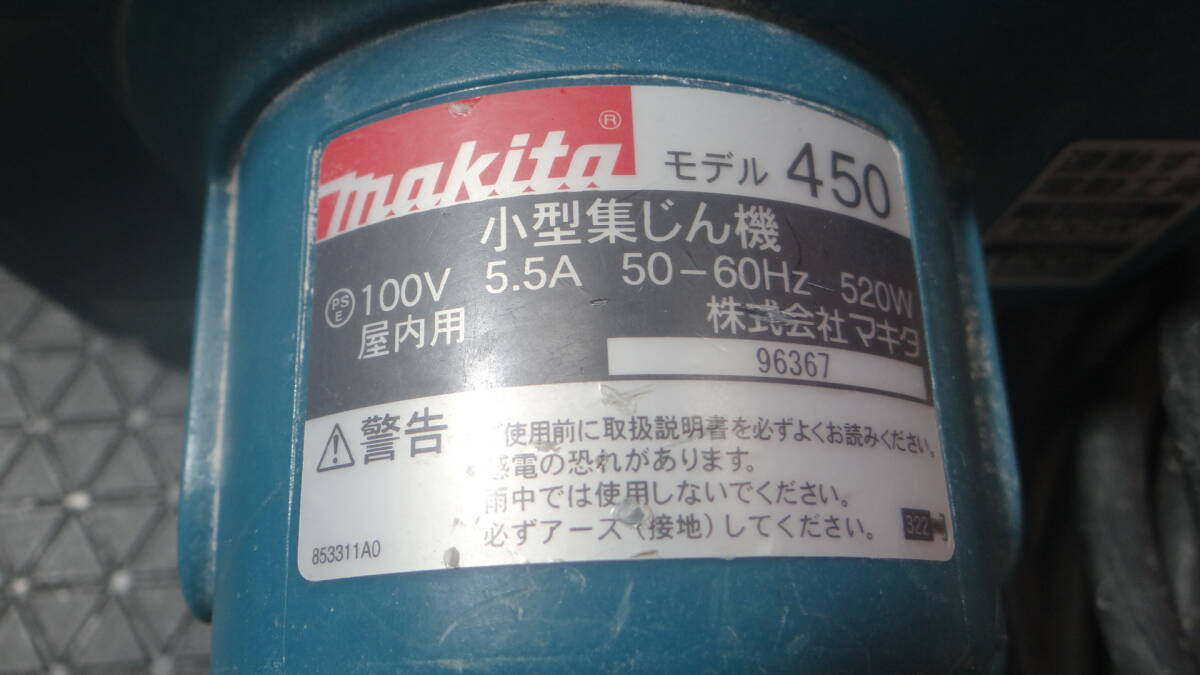 makita®
モデル 450
小型集じん機
PS E 100V 5.5A 50-60Hz 520W
屋内用 株式会社マキタ
96367
警告
使用前に取扱説明書を必ずよくお読みください。
感電の恐れがあります。
雨中では使用しないでください。
必ずアース(接地)してください。
322
853311A0